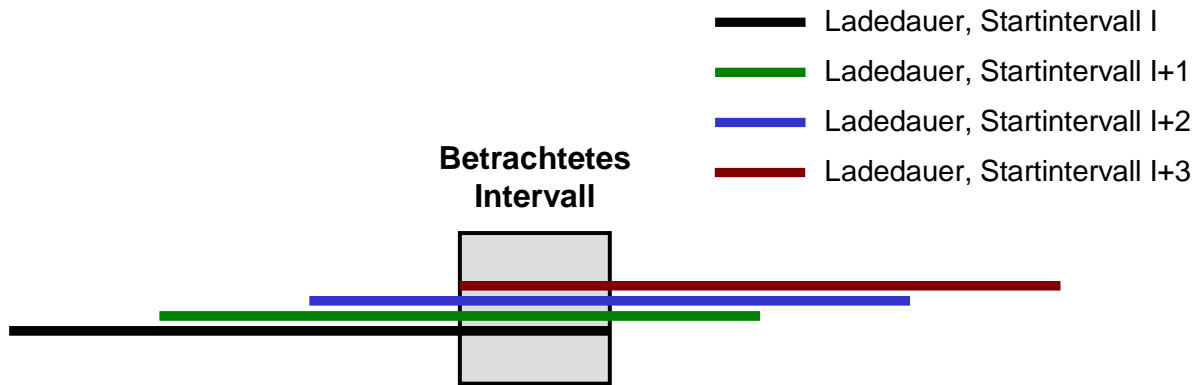 Ladedauer, Startintervall I
Ladedauer, Startintervall I+1
Ladedauer, Startintervall I+2
Ladedauer, Startintervall I+3
Betrachtetes
Intervall